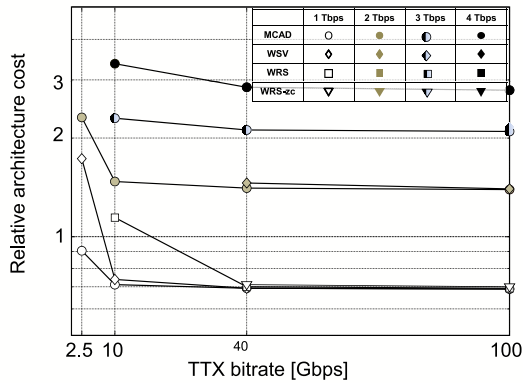 1 Tbps 2 Tbps 3 Tbps 4 Tbps
MCAD
WSV
WRS
WRS-zc
3
2
1
Relative architecture cost
2.5 10 40 100
TTX bitrate [Gbps]